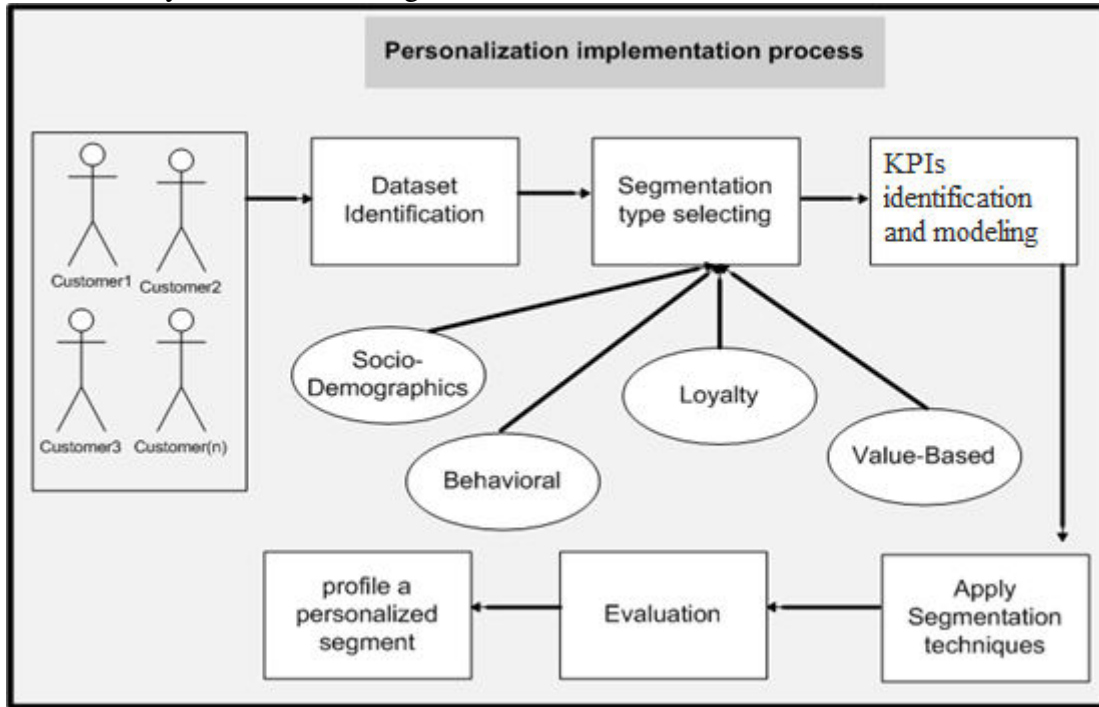 Personalization implementation process
Customer1
Customer2
Customer3
Customer(n)
Dataset
Identification
Segmentation
type selecting
KPIs
identification
and modeling
Socio-
Demographics
Behavioral
Loyalty
Value-Based
Apply
Segmentation
techniques
Evaluation
profile a
personalized
segment